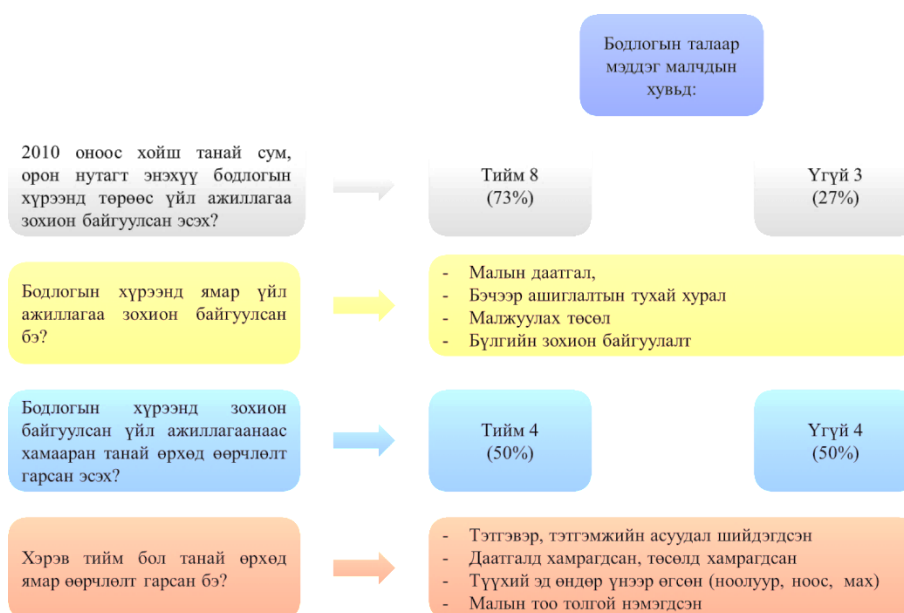 Бодлогын талаар
мэддэг малчдын
хувьд:
2010 оноос хойш танай сум,
орон нутагт энэхүү бодлогын
хүрээнд төрөөс үйл ажиллагаа
зохион байгуулсан эсэх?
Тийм 8
(73%)
Үгүй 3
(27%)
Бодлогын хүрээнд ямар үйл
ажиллагаа зохион байгуулсан
бэ?
- Малын даатгал,
- Бэчээр ашиглалтын тухай хурал
- Малжуулах төсөл
- Бүлгийн зохион байгуулалт
Бодлогын хүрээнд зохион
байгуулсан үйл ажиллагаанаас
хамааран танай өрхөд өөрчлөлт
гарсан эсэх?
Тийм 4
(50%)
Үгүй 4
(50%)
Хэрэв тийм бол танай өрхөд
ямар өөрчлөлт гарсан бэ?
- Тэтгэвэр, тэтгэмжийн асуудал шийдэгдсэн
- Даатгалд хамрагдсан, төсөлд хамрагдсан
- Түүхий эд өндөр үнээр өгсөн (ноолуур, ноос, мах)
- Малын тоо толгой нэмэгдсэн